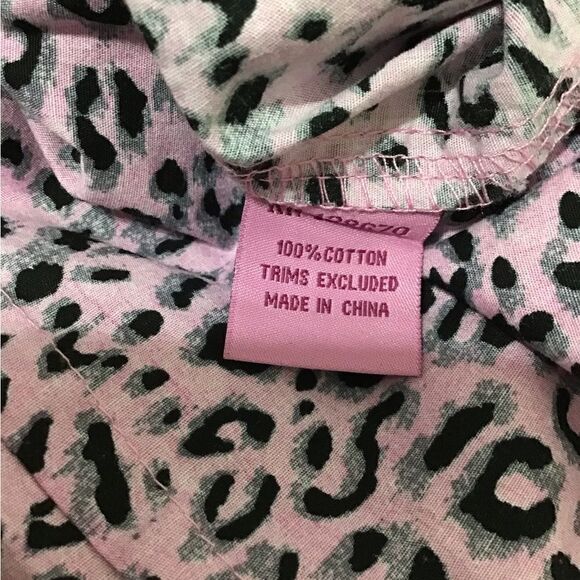 100% COTTON
TRIMS EXCLUDED
MADE IN CHINA